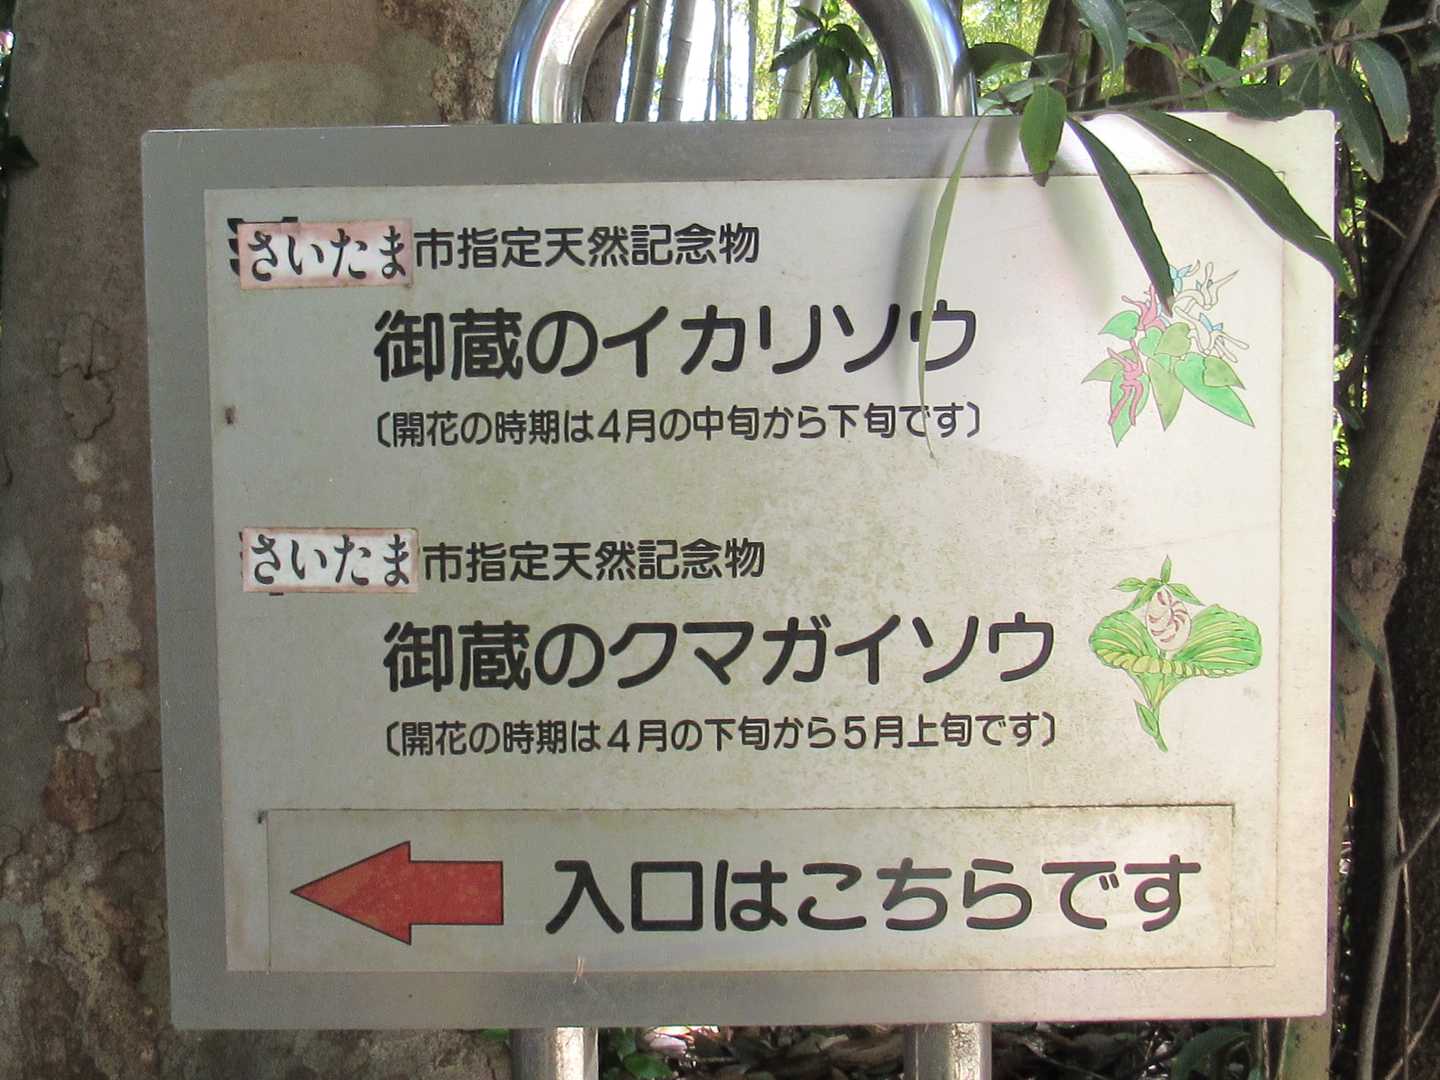 さいたま市指定天然記念物
御蔵のイカリソウ
〔開花の時期は4月の中旬から下旬です〕
さいたま市指定天然記念物
御蔵のクマガイソウ
〔開花の時期は4月の下旬から5月上旬です〕
入口はこちらです